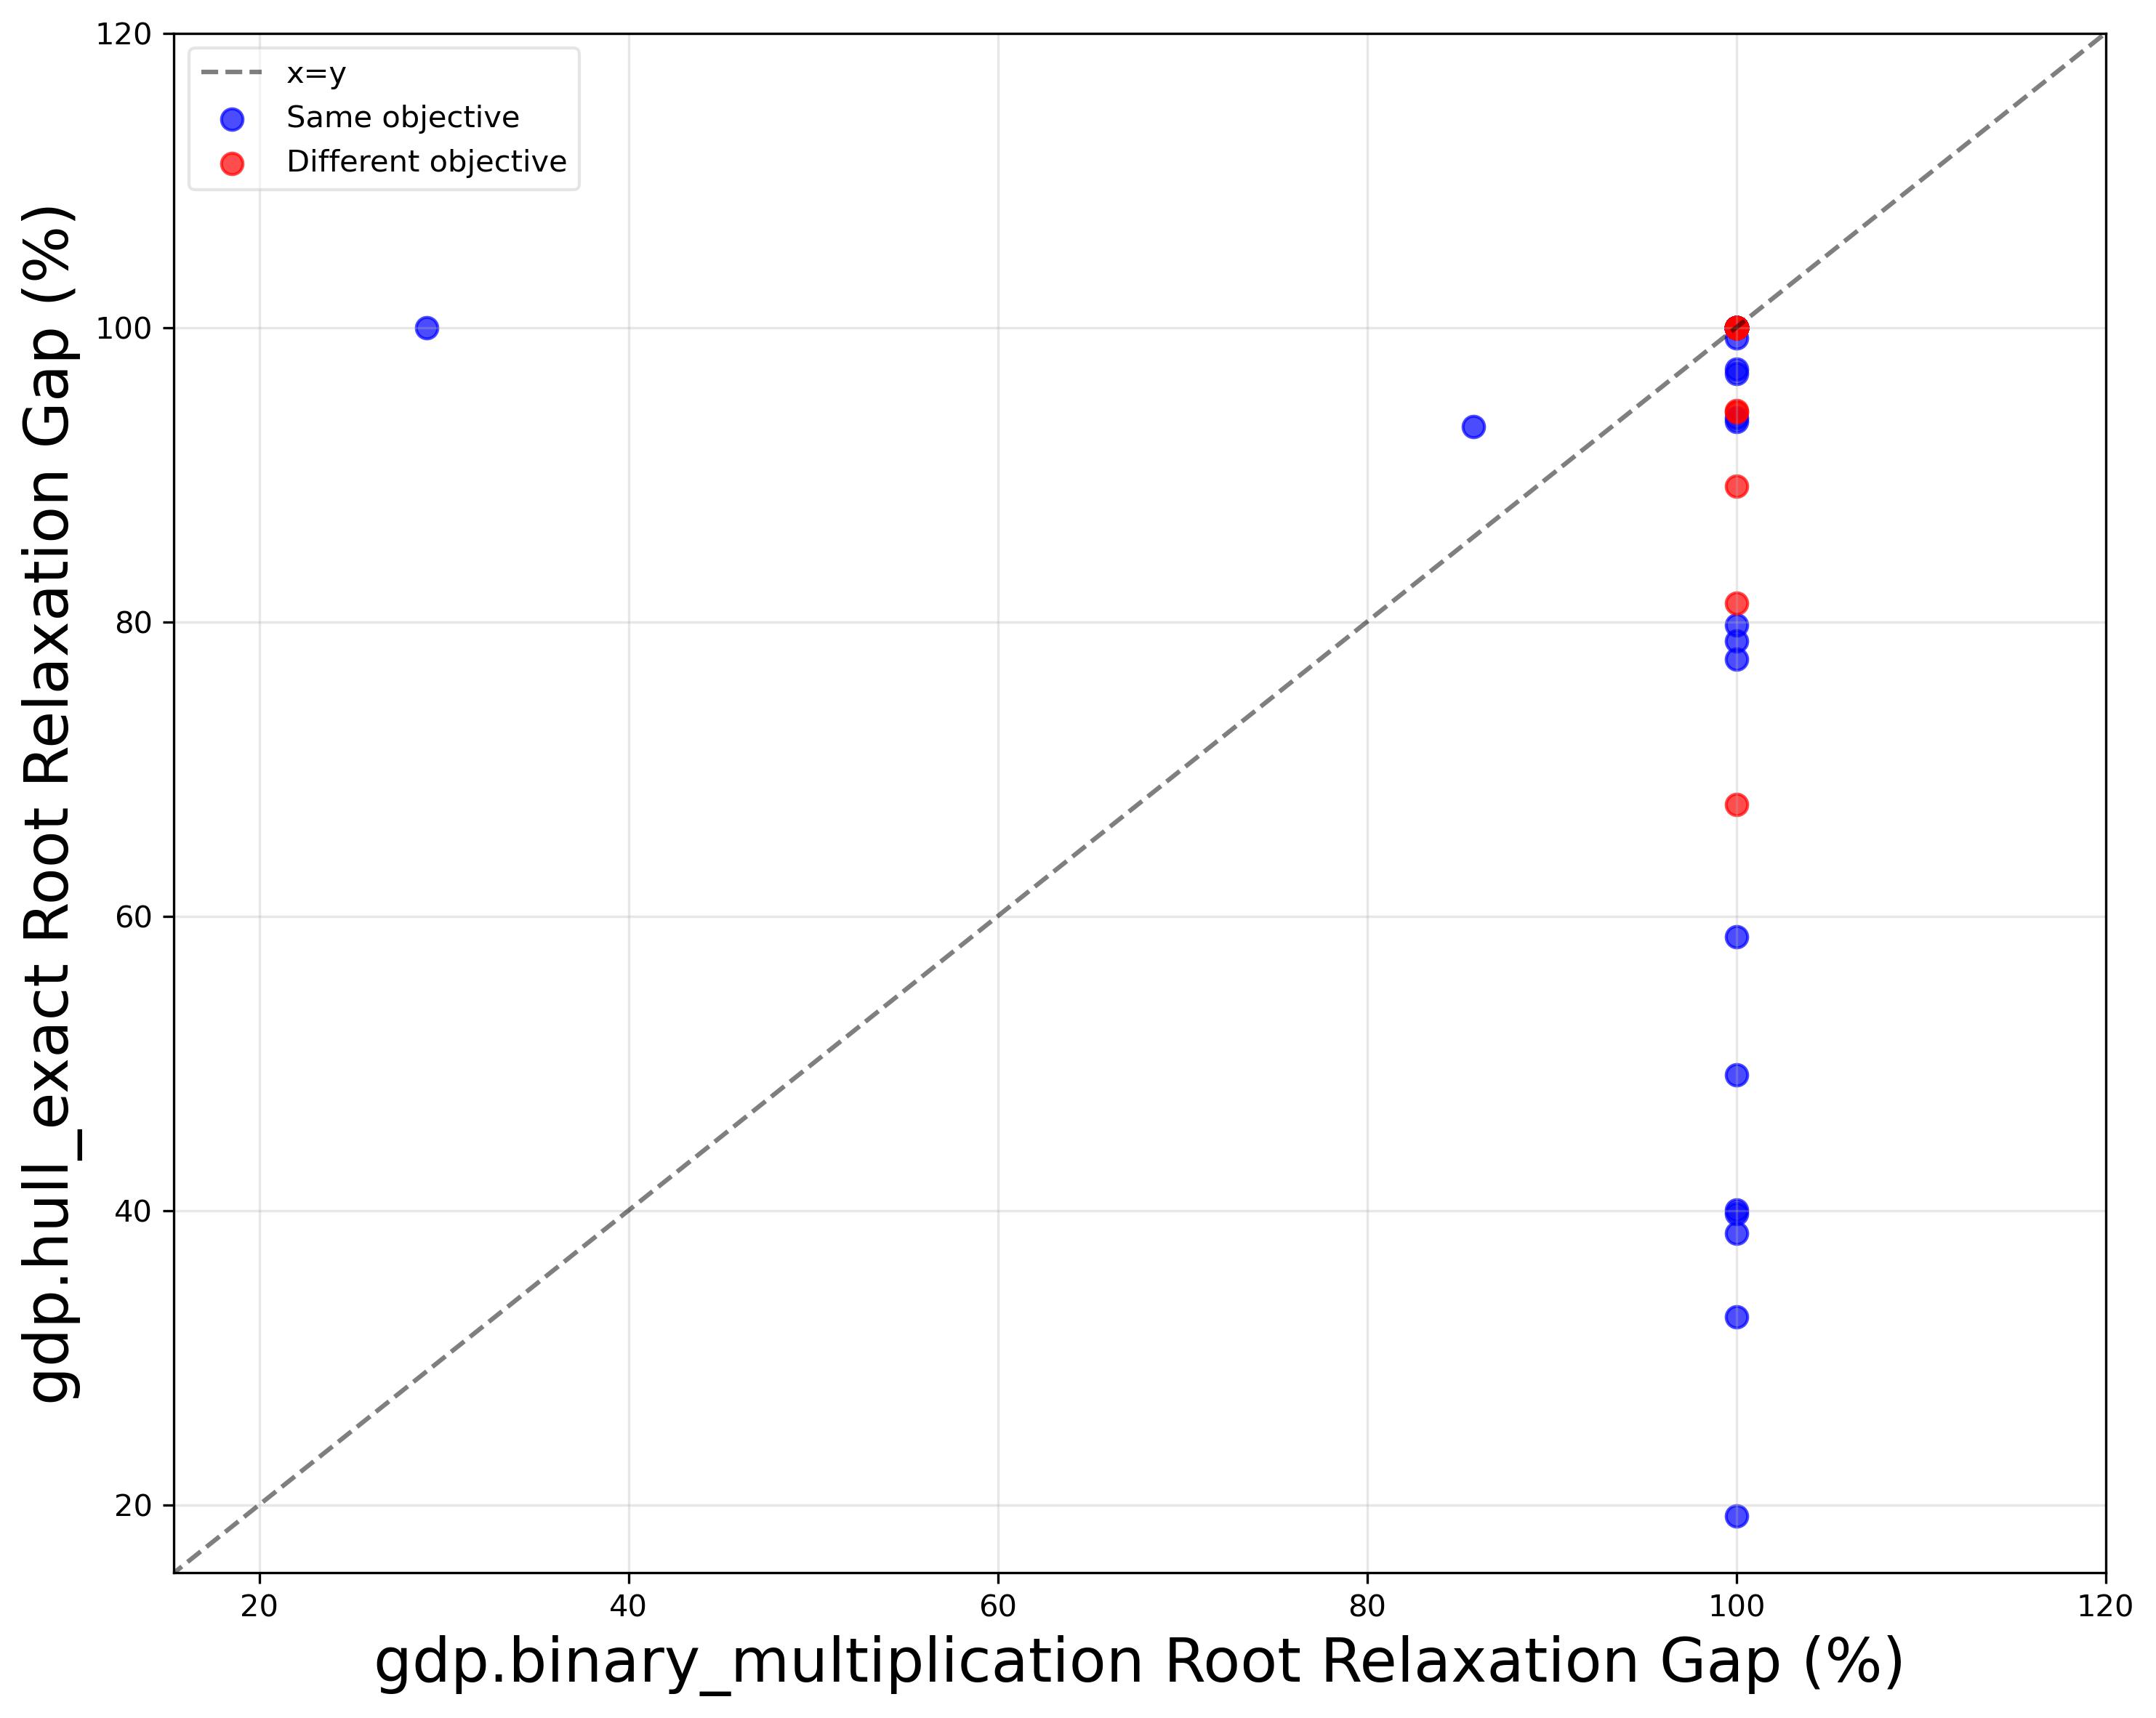 x=y
Same objective
Different objective
gdp.hull_exact Root Relaxation Gap (%)
120
100
80
60
40
20
20 40 60 80 100 120
gdp.binary_multiplication Root Relaxation Gap (%)